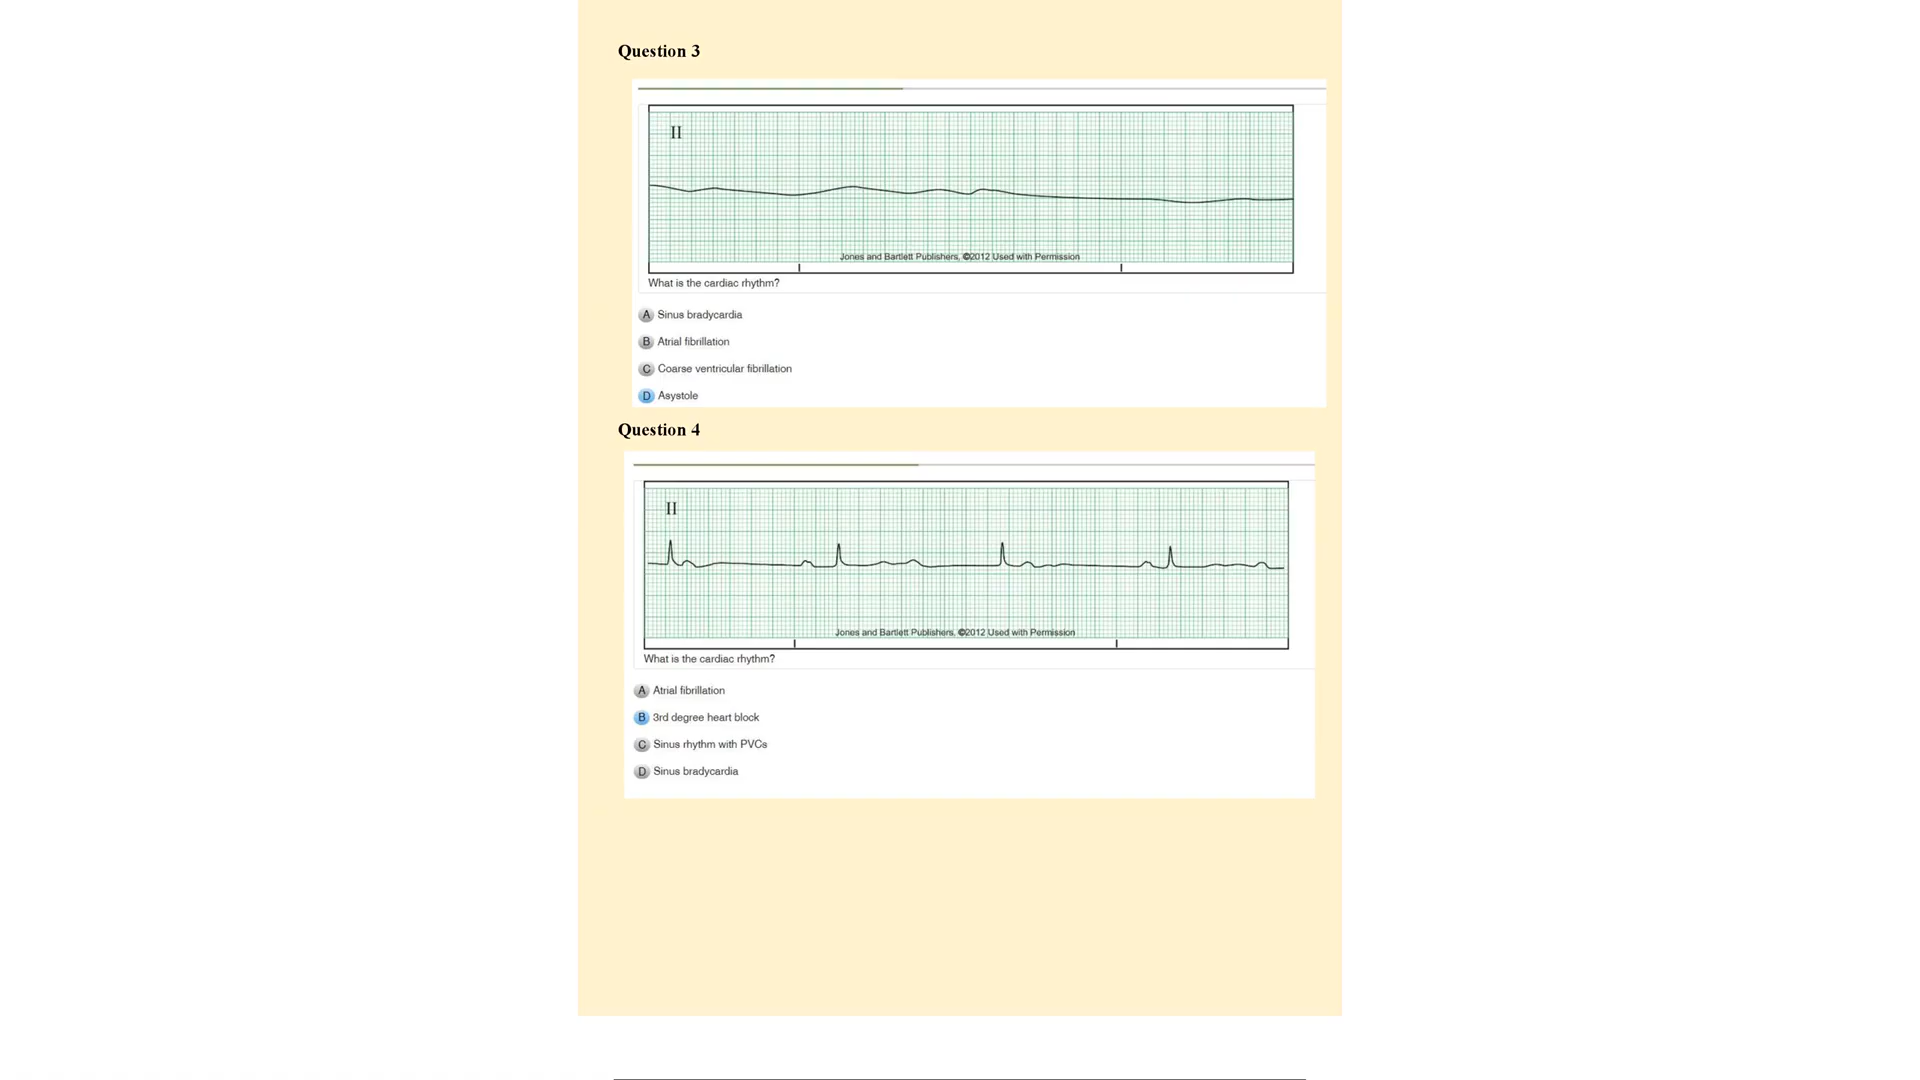 Question 3
II
Jones and Bartlett Publishers, ©2012 Used with Permission
What is the cardiac rhythm?
A Sinus bradycardia
B Atrial fibrillation
C Coarse ventricular fibrillation
D Asystole
Question 4
II
Jones and Bartlett Publishers, ©2012 Used with Permission
What is the cardiac rhythm?
A Atrial fibrillation
B 3rd degree heart block
C Sinus rhythm with PVCs
D Sinus bradycardia